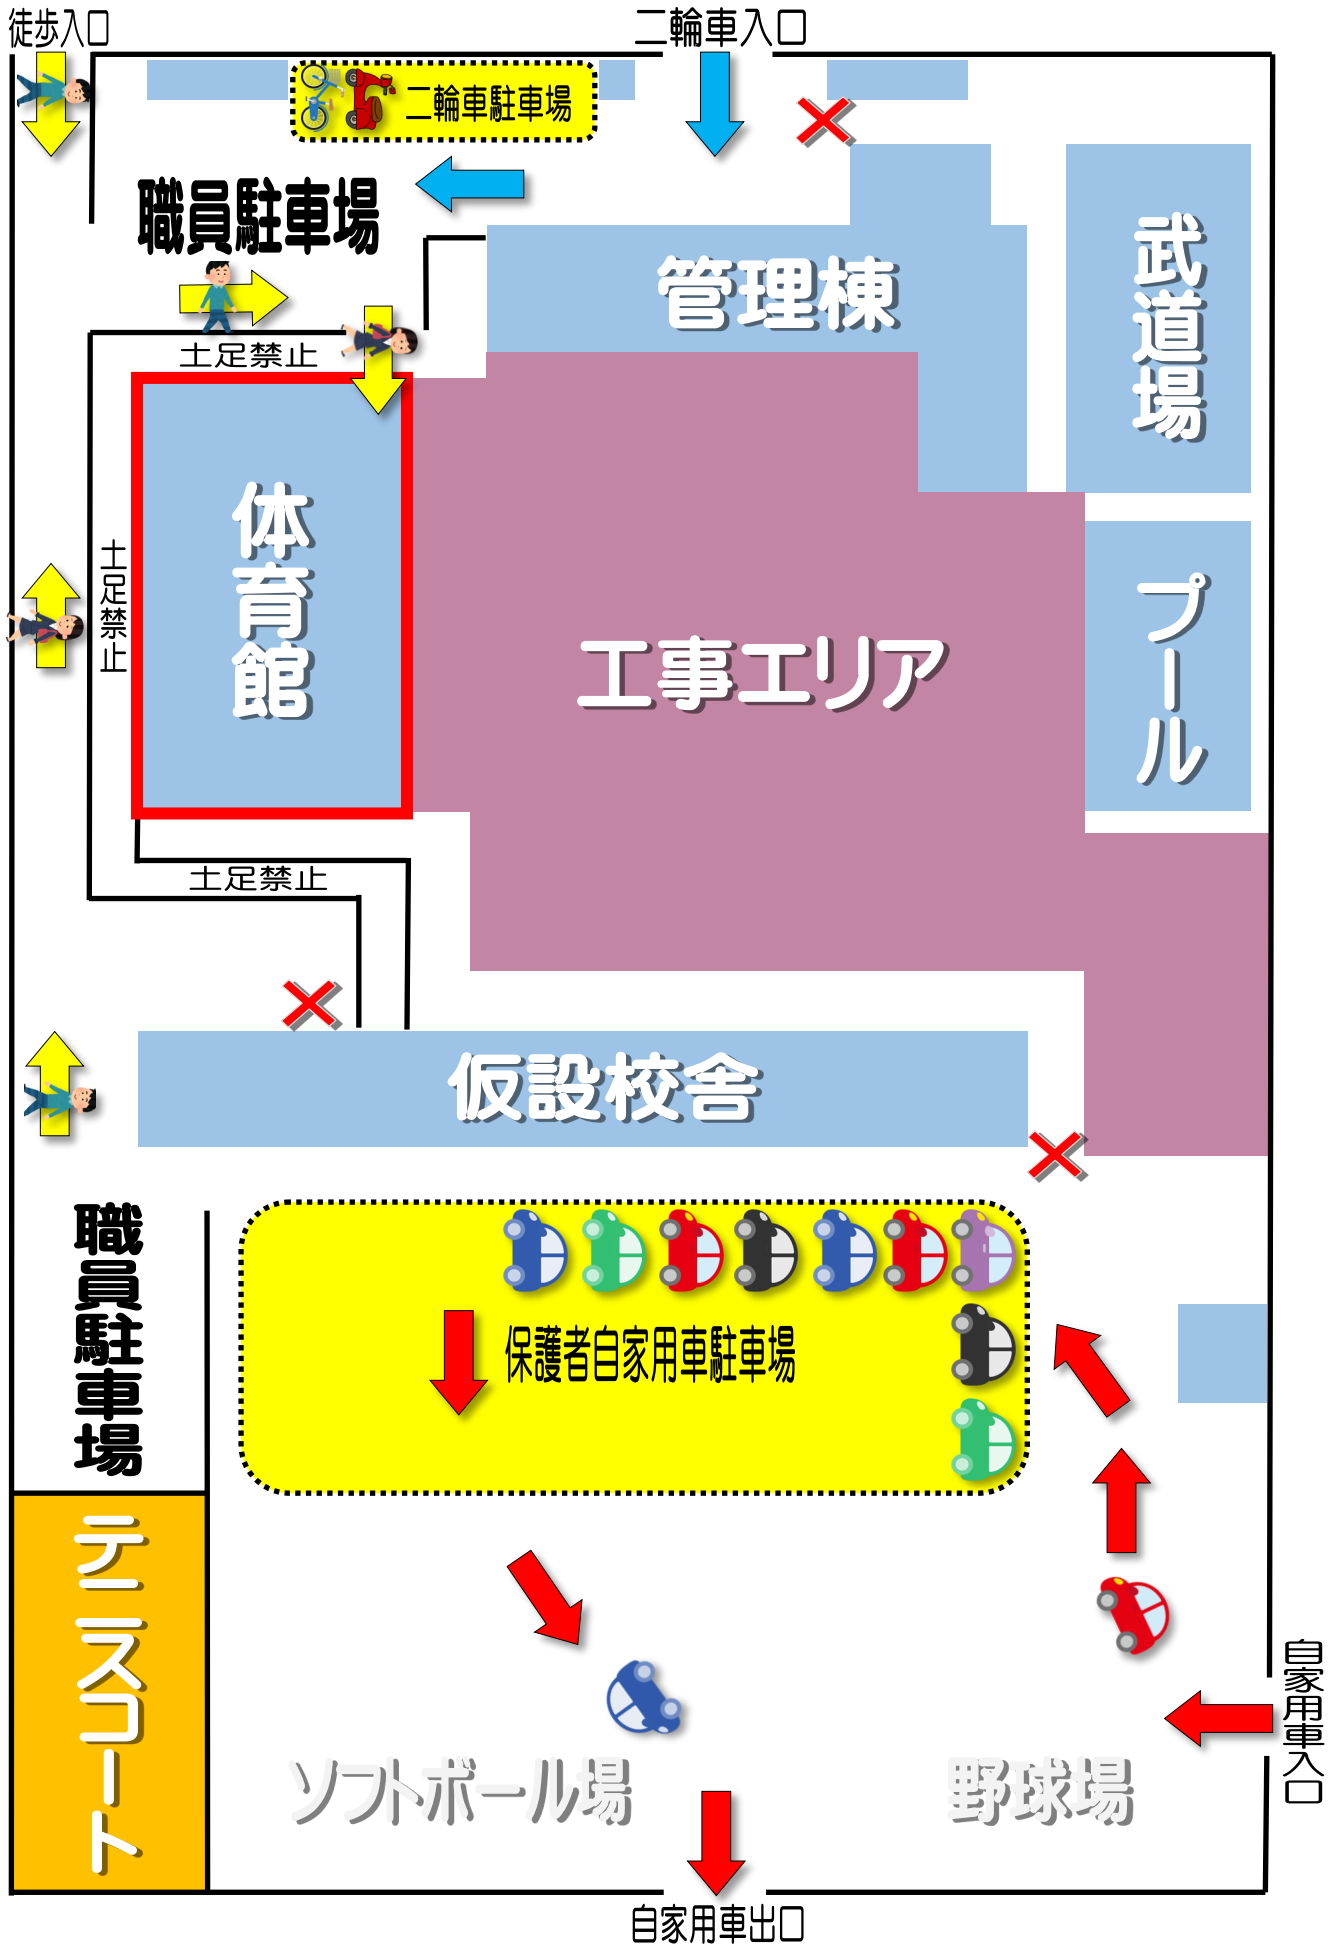 徒歩入口
二輪車入口
二輪車駐車場
職員駐車場
管理棟
武道場
土足禁止
体育館
土足禁止
プール
工事エリア
土足禁止
仮設校舎
職員駐車場
保護者自家用車駐車場
テニスコート
自家用車入口
ソフトボール場
野球場
自家用車出口